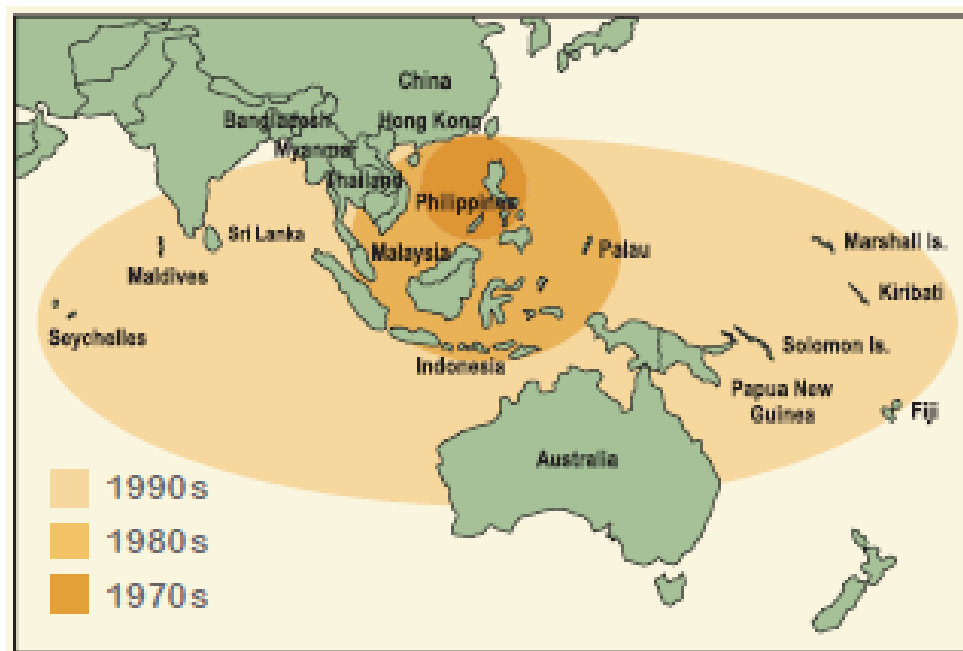 China
Bangladesh
Hong Kong
Myanmar
Thailand
Philippines
Sri Lanka
Malaysia
Palau
Marshall Is.
Maldives
Kiribati
Seychelles
Solomon Is.
Indonesia
Papua New
Guinea
Fiji
Australia
1990s
1980s
1970s